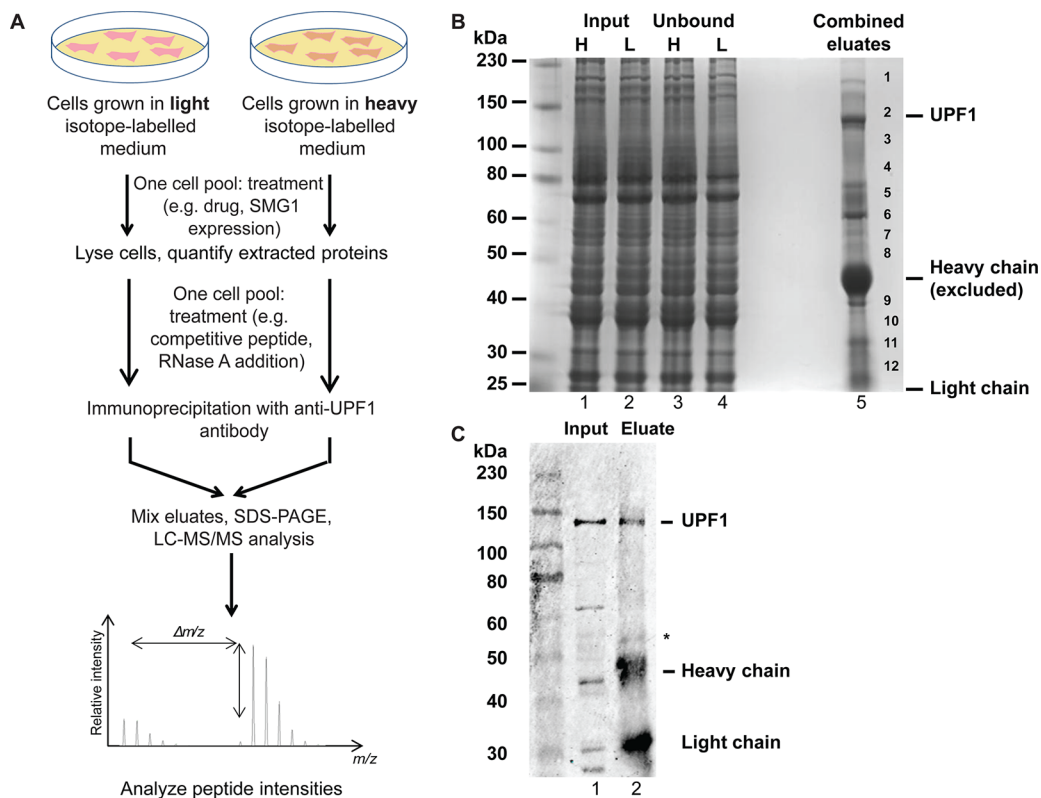 A
Cells grown in light
isotope-labelled
medium
Cells grown in heavy
isotope-labelled
medium
One cell pool: treatment
(e.g. drug, SMG1
expression)
Lyse cells, quantify extracted proteins
One cell pool:
treatment (e.g.
competitive peptide,
RNase A addition)
Immunoprecipitation with anti-UPF1
antibody
Mix eluates, SDS-PAGE,
LC-MS/MS analysis
Relative intensity
Δm/z
m/z
Analyze peptide intensities
B
Input Unbound Combined
kDa H L H L eluates
230
150
100
80
60
50
40
30
25
1
2
3
4
5
6
7
8
9
10
11
12
UPF1
Heavy chain
(excluded)
Light chain
1 2 3 4 5
C
Input Eluate
kDa
230
150
100
80
60
50
40
30
UPF1
*
Heavy chain
Light chain
1 2